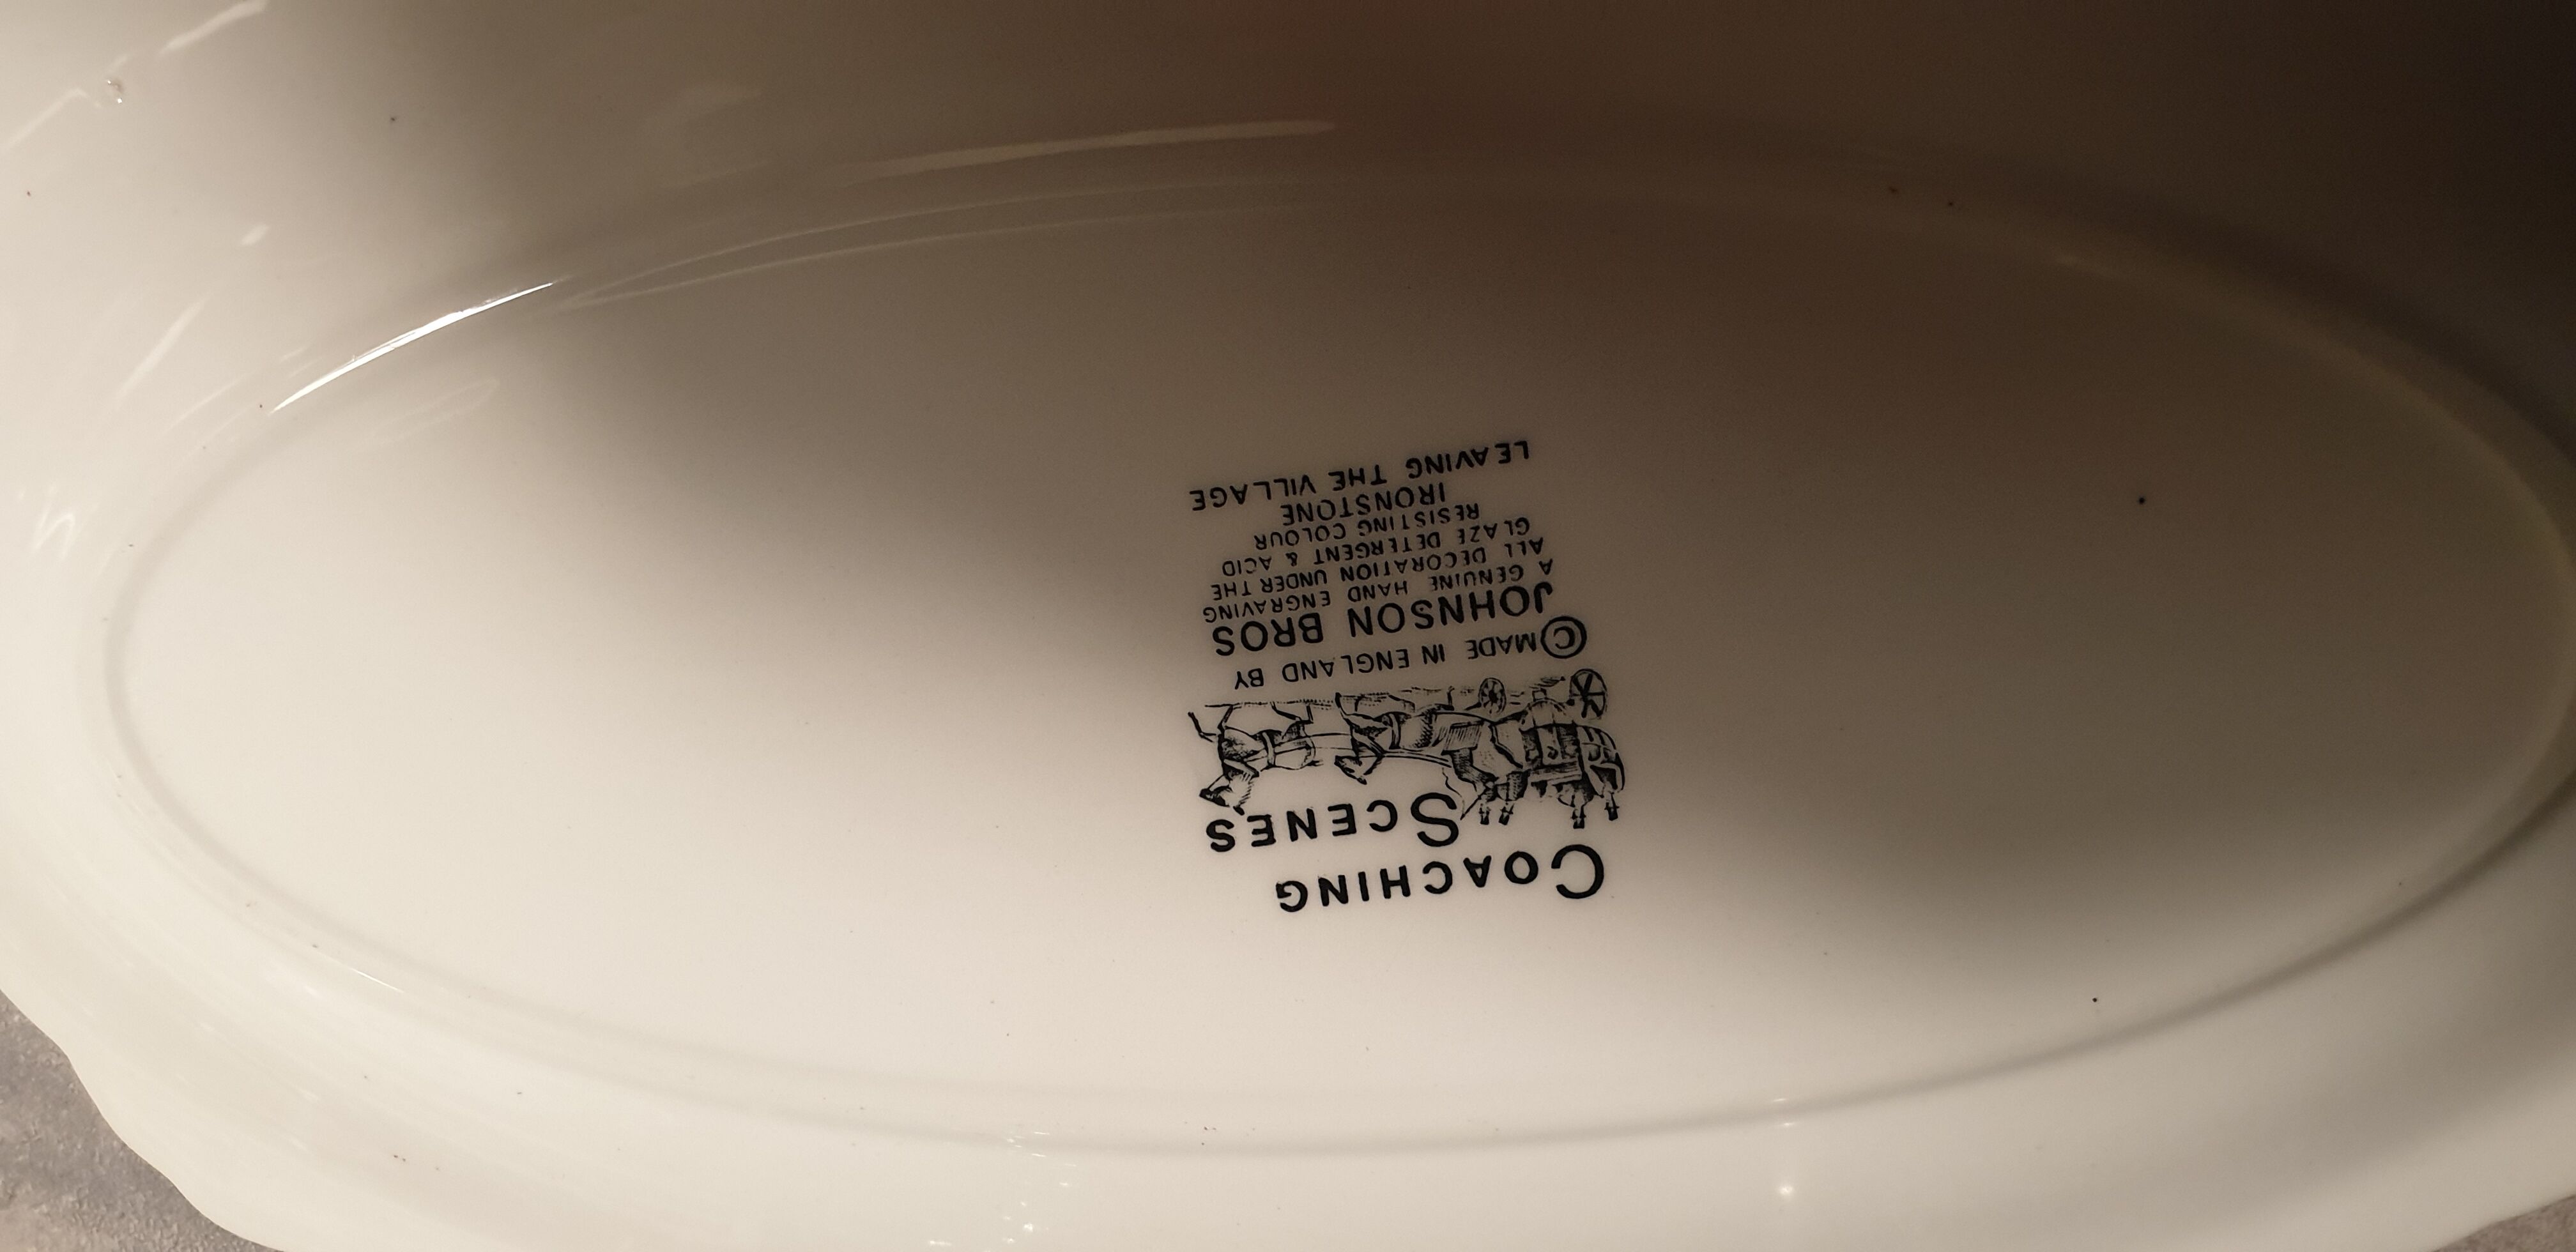 COACHING
SCENES
© MADE IN ENGLAND BY
JOHNSON BROS
A GENUINE HAND ENGRAVING
ALL DECORATION UNDER THE
GLAZE DETERGENT & ACID
RESISTING COLOUR
IRONSTONE
LEAVING THE VILLAGE